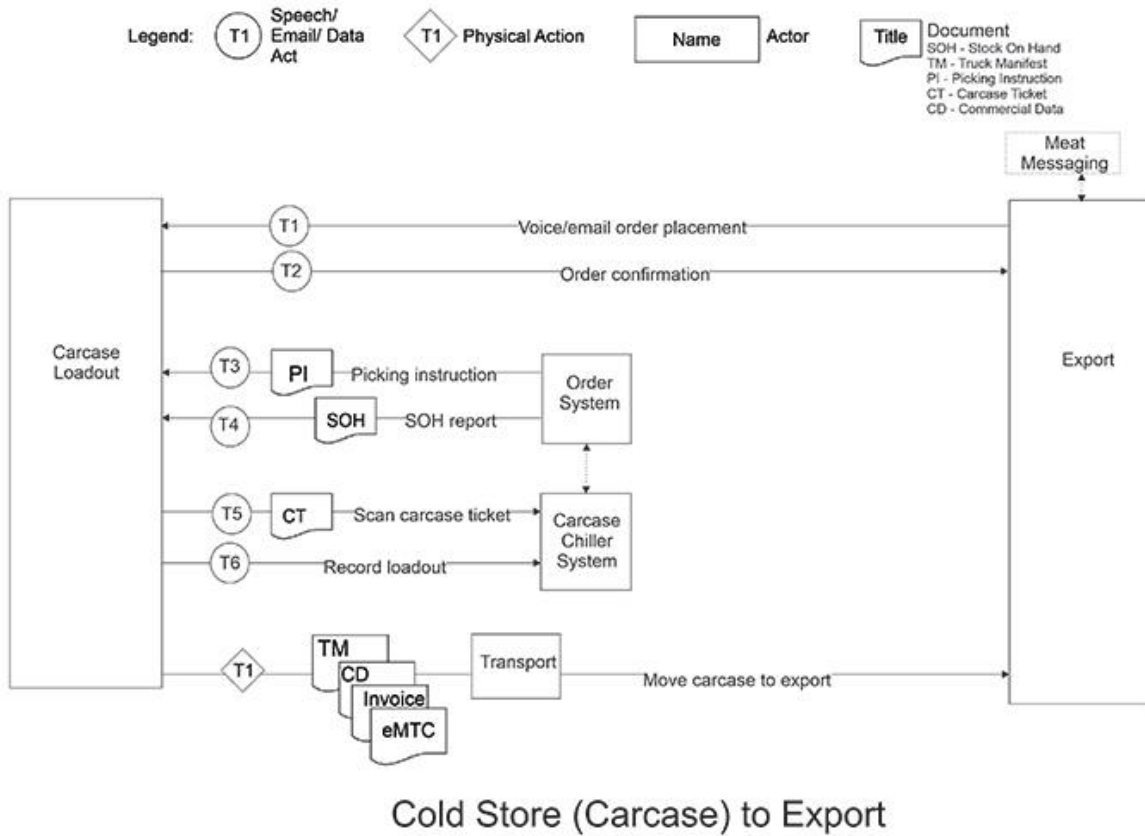 Legend:
T1
Speech/
Email/ Data
Act
T1
Physical Action
Name
Actor
Title
Document
SOH - Stock On Hand
TM - Truck Manifest
PI - Picking Instruction
CT - Carcase Ticket
CD - Commercial Data
Meat
Messaging
T1
Voice/email order placement
T2
Order confirmation
Carcase
Loadout
Export
T3
PI
Picking instruction
Order
System
T4
SOH
SOH report
T5
CT
Scan carcase ticket
Carcase
Chiller
System
T6
Record loadout
T1
TM
CD
Invoice
eMTC
Transport
Move carcase to export
Cold Store (Carcase) to Export